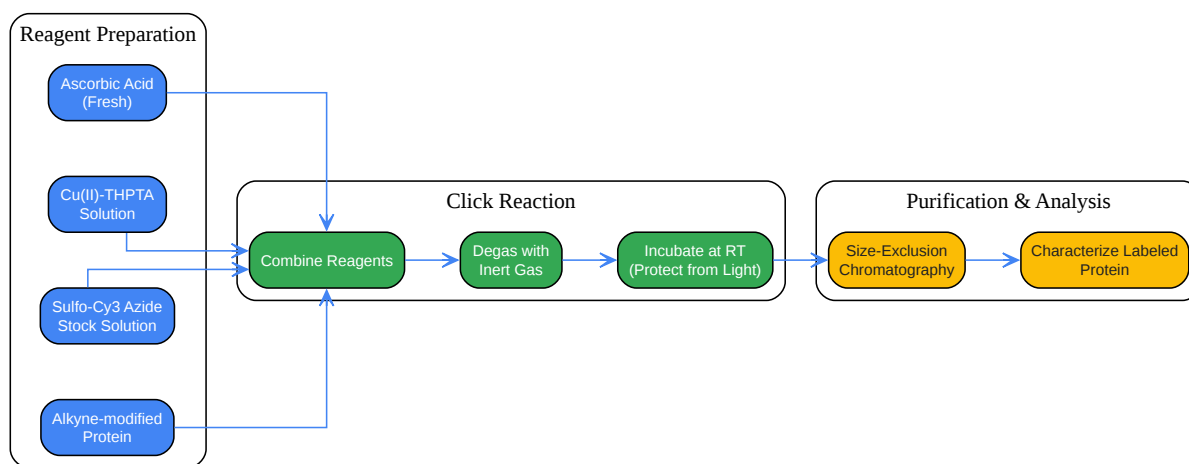 Reagent Preparation
Ascorbic Acid
(Fresh)
Cu(II)-THPTA
Solution
Sulfo-Cy3 Azide
Stock Solution
Alkyne-modified
Protein
Click Reaction
Combine Reagents
Degas with
Inert Gas
Incubate at RT
(Protect from Light)
Purification & Analysis
Size-Exclusion
Chromatography
Characterize Labeled
Protein